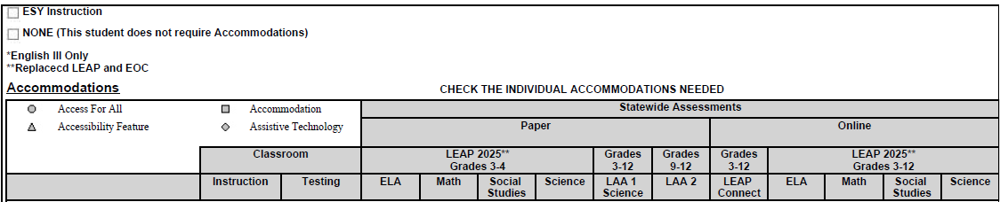 ESY Instruction
NONE (This student does not require Accommodations)
*English III Only
**Replacecd LEAP and EOC
Accommodations
CHECK THE INDIVIDUAL ACCOMMODATIONS NEEDED
Access For All
Accommodation
Statewide Assessments
Accessibility Feature
Assistive Technology
Paper
Online
Classroom
LEAP 2025**
Grades 3-4
Grades
3-12
Grades
9-12
Grades
3-12
LEAP 2025**
Grades 3-12
Instruction
Testing
ELA
Math
Social
Studies
Science
LAA 1
Science
LAA 2
LEAP
Connect
ELA
Math
Social
Studies
Science